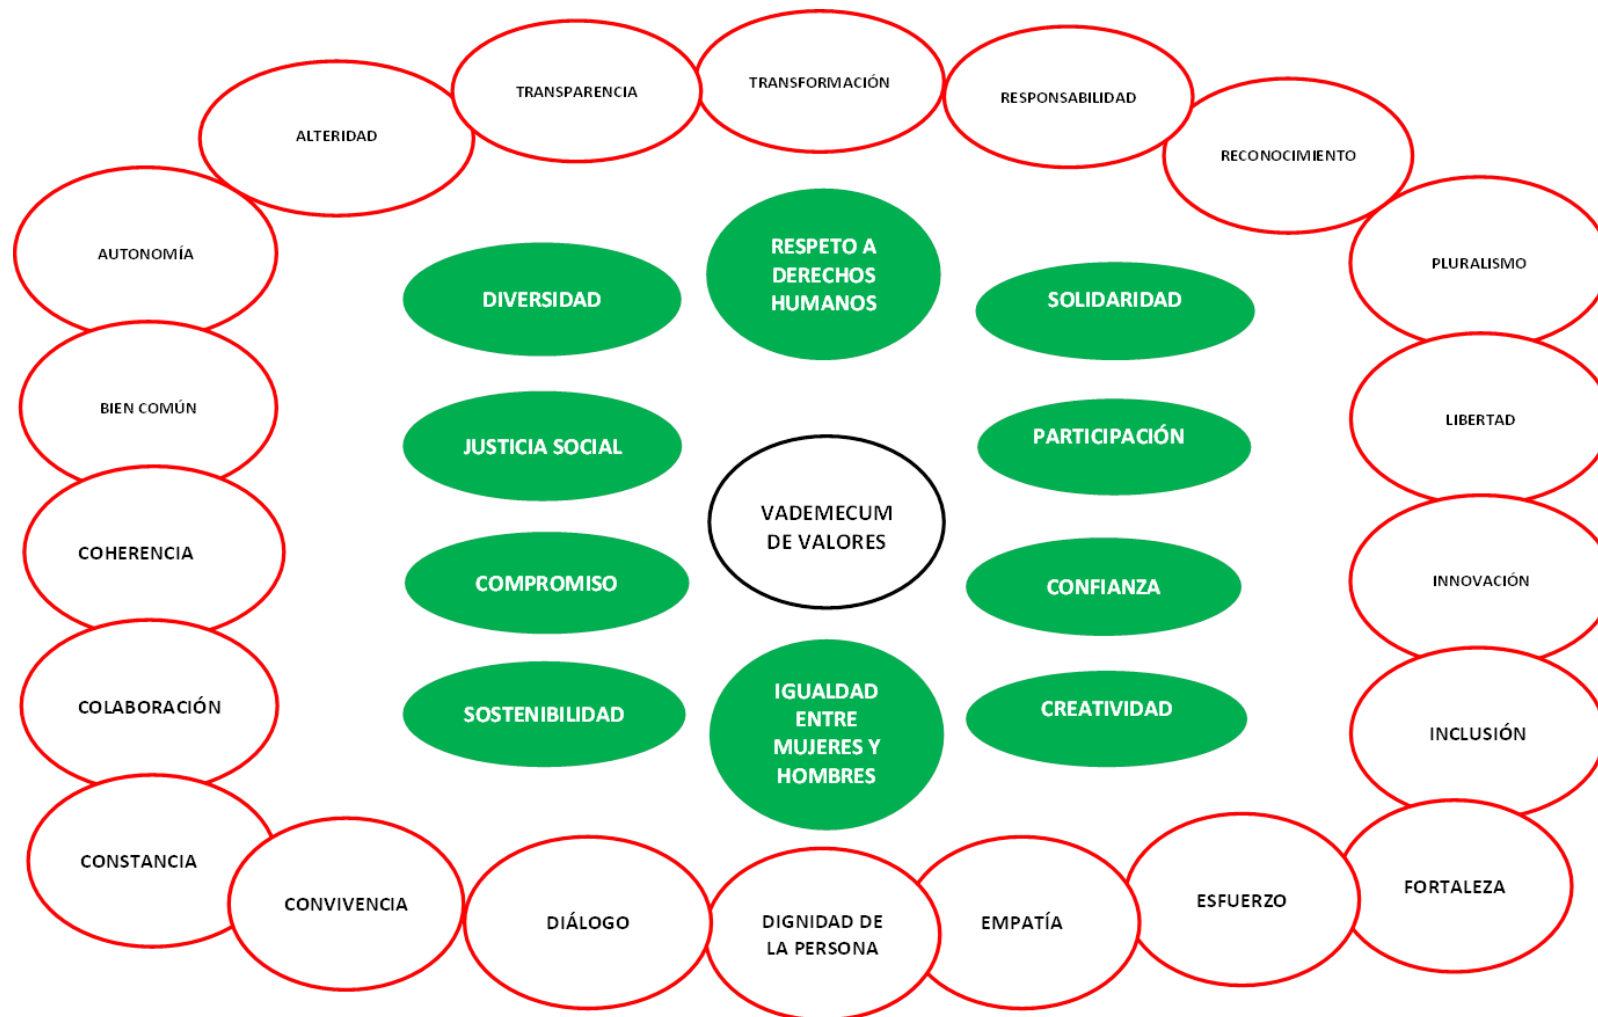 TRANSFORMACIÓN
TRANSPARENCIA
RESPONSABILIDAD
ALTERIDAD
RECONOCIMIENTO
AUTONOMÍA
PLURALISMO
RESPETO A
DERECHOS
HUMANOS
DIVERSIDAD
SOLIDARIDAD
BIEN COMÚN
LIBERTAD
JUSTICIA SOCIAL
PARTICIPACIÓN
VADEMECUM
DE VALORES
COHERENCIA
INNOVACIÓN
COMPROMISO
CONFIANZA
COLABORACIÓN
SOSTENIBILIDAD
IGUALDAD
ENTRE
MUJERES Y
HOMBRES
CREATIVIDAD
INCLUSIÓN
CONSTANCIA
CONVIVENCIA
DIÁLOGO
DIGNIDAD DE
LA PERSONA
EMPATÍA
ESFUERZO
FORTALEZA